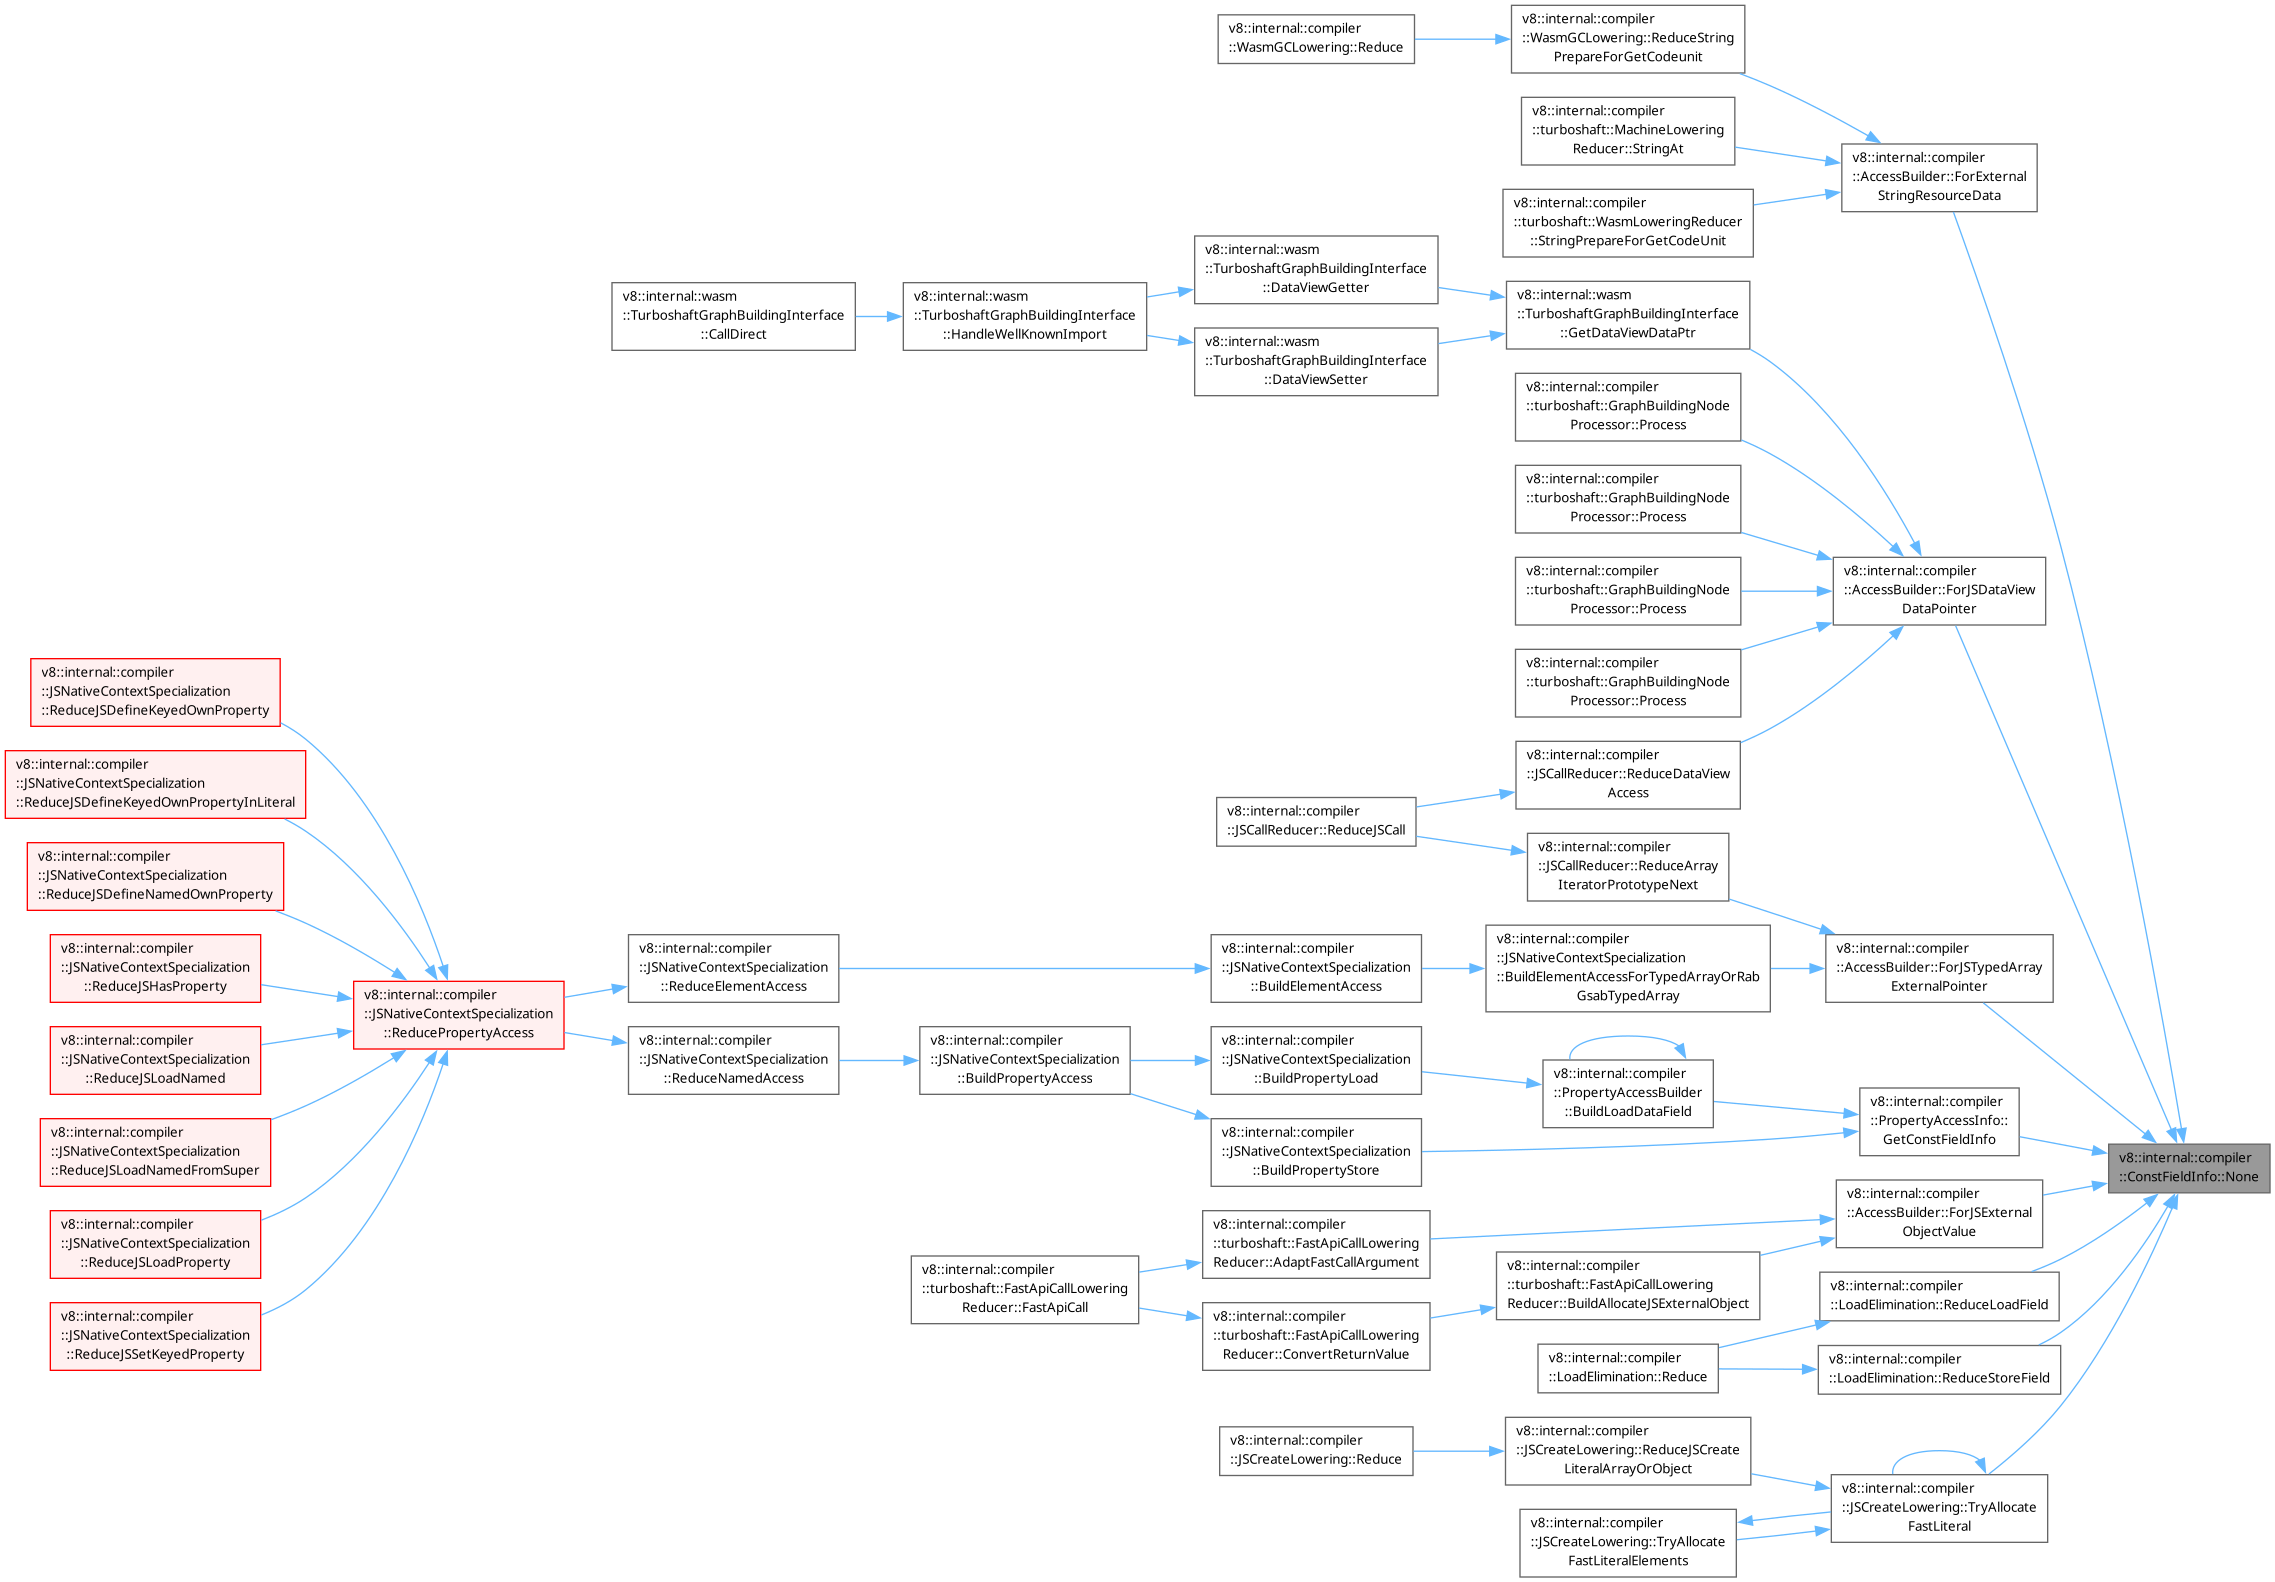 v8::internal::compiler
::WasmGCLowering::Reduce
v8::internal::compiler
::WasmGCLowering::ReduceString
PrepareForGetCodeunit
v8::internal::compiler
::turboshaft::MachineLowering
Reducer::StringAt
v8::internal::compiler
::AccessBuilder::ForExternal
StringResourceData
v8::internal::compiler
::turboshaft::WasmLoweringReducer
::StringPrepareForGetCodeUnit
v8::internal::wasm
::TurboshaftGraphBuildingInterface
::DataViewGetter
v8::internal::wasm
::TurboshaftGraphBuildingInterface
::CallDirect
v8::internal::wasm
::TurboshaftGraphBuildingInterface
::HandleWellKnownImport
v8::internal::wasm
::TurboshaftGraphBuildingInterface
::GetDataViewDataPtr
v8::internal::wasm
::TurboshaftGraphBuildingInterface
::DataViewSetter
v8::internal::compiler
::turboshaft::GraphBuildingNode
Processor::Process
v8::internal::compiler
::turboshaft::GraphBuildingNode
Processor::Process
v8::internal::compiler
::turboshaft::GraphBuildingNode
Processor::Process
v8::internal::compiler
::AccessBuilder::ForJSDataView
DataPointer
v8::internal::compiler
::turboshaft::GraphBuildingNode
Processor::Process
v8::internal::compiler
::JSNativeContextSpecialization
::ReduceJSDefineKeyedOwnProperty
v8::internal::compiler
::JSCallReducer::ReduceDataView
Access
v8::internal::compiler
::JSNativeContextSpecialization
::ReduceJSDefineKeyedOwnPropertyInLiteral
v8::internal::compiler
::JSCallReducer::ReduceJSCall
v8::internal::compiler
::JSCallReducer::ReduceArray
IteratorPrototypeNext
v8::internal::compiler
::JSNativeContextSpecialization
::ReduceJSDefineNamedOwnProperty
v8::internal::compiler
::JSNativeContextSpecialization
::ReduceJSHasProperty
v8::internal::compiler
::JSNativeContextSpecialization
::ReduceElementAccess
v8::internal::compiler
::JSNativeContextSpecialization
::BuildElementAccess
v8::internal::compiler
::JSNativeContextSpecialization
::BuildElementAccessForTypedArrayOrRab
GsabTypedArray
v8::internal::compiler
::AccessBuilder::ForJSTypedArray
ExternalPointer
v8::internal::compiler
::JSNativeContextSpecialization
::ReducePropertyAccess
v8::internal::compiler
::JSNativeContextSpecialization
::ReduceJSLoadNamed
v8::internal::compiler
::JSNativeContextSpecialization
::ReduceNamedAccess
v8::internal::compiler
::JSNativeContextSpecialization
::BuildPropertyAccess
v8::internal::compiler
::JSNativeContextSpecialization
::BuildPropertyLoad
v8::internal::compiler
::PropertyAccessBuilder
::BuildLoadDataField
v8::internal::compiler
::PropertyAccessInfo::
GetConstFieldInfo
v8::internal::compiler
::JSNativeContextSpecialization
::ReduceJSLoadNamedFromSuper
v8::internal::compiler
::JSNativeContextSpecialization
::BuildPropertyStore
v8::internal::compiler
::ConstFieldInfo::None
v8::internal::compiler
::AccessBuilder::ForJSExternal
ObjectValue
v8::internal::compiler
::JSNativeContextSpecialization
::ReduceJSLoadProperty
v8::internal::compiler
::turboshaft::FastApiCallLowering
Reducer::AdaptFastCallArgument
v8::internal::compiler
::turboshaft::FastApiCallLowering
Reducer::FastApiCall
v8::internal::compiler
::turboshaft::FastApiCallLowering
Reducer::BuildAllocateJSExternalObject
v8::internal::compiler
::LoadElimination::ReduceLoadField
v8::internal::compiler
::JSNativeContextSpecialization
::ReduceJSSetKeyedProperty
v8::internal::compiler
::turboshaft::FastApiCallLowering
Reducer::ConvertReturnValue
v8::internal::compiler
::LoadElimination::Reduce
v8::internal::compiler
::LoadElimination::ReduceStoreField
v8::internal::compiler
::JSCreateLowering::Reduce
v8::internal::compiler
::JSCreateLowering::ReduceJSCreate
LiteralArrayOrObject
v8::internal::compiler
::JSCreateLowering::TryAllocate
FastLiteral
v8::internal::compiler
::JSCreateLowering::TryAllocate
FastLiteralElements